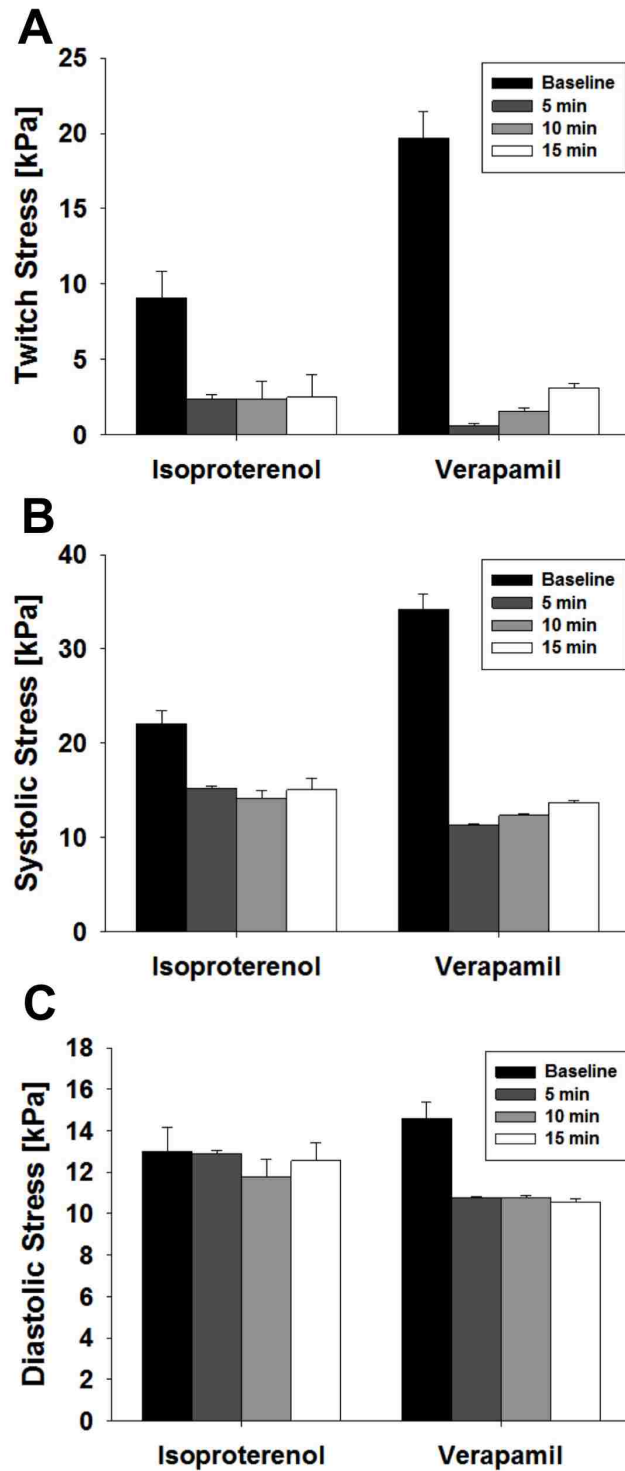 A
Twitch Stress [kPa]
25
20
15
10
5
0
Baseline
5 min
10 min
15 min
Isoproterenol Verapamil
B
Systolic Stress [kPa]
40
30
20
10
0
Baseline
5 min
10 min
15 min
Isoproterenol Verapamil
C
Diastolic Stress [kPa]
18
16
14
12
10
8
6
4
2
0
Baseline
5 min
10 min
15 min
Isoproterenol Verapamil